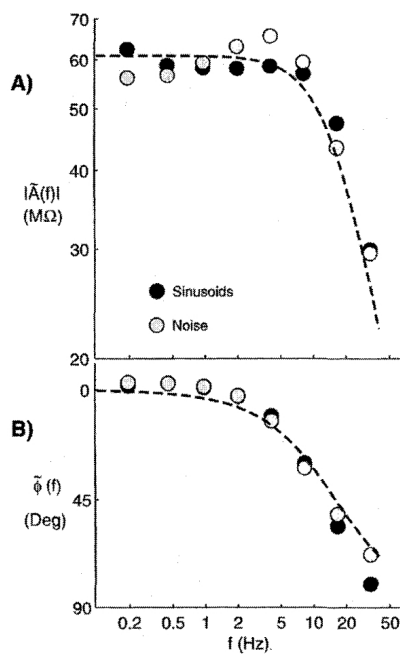 A)
70
60
50
40
30
20
|Ã(f)|
(MΩ)
Sinusoids
Noise
B)
0
45
90
φ̃ (f)
(Deg)
0.2 0.5 1 2 5 10 20 50
f (Hz)